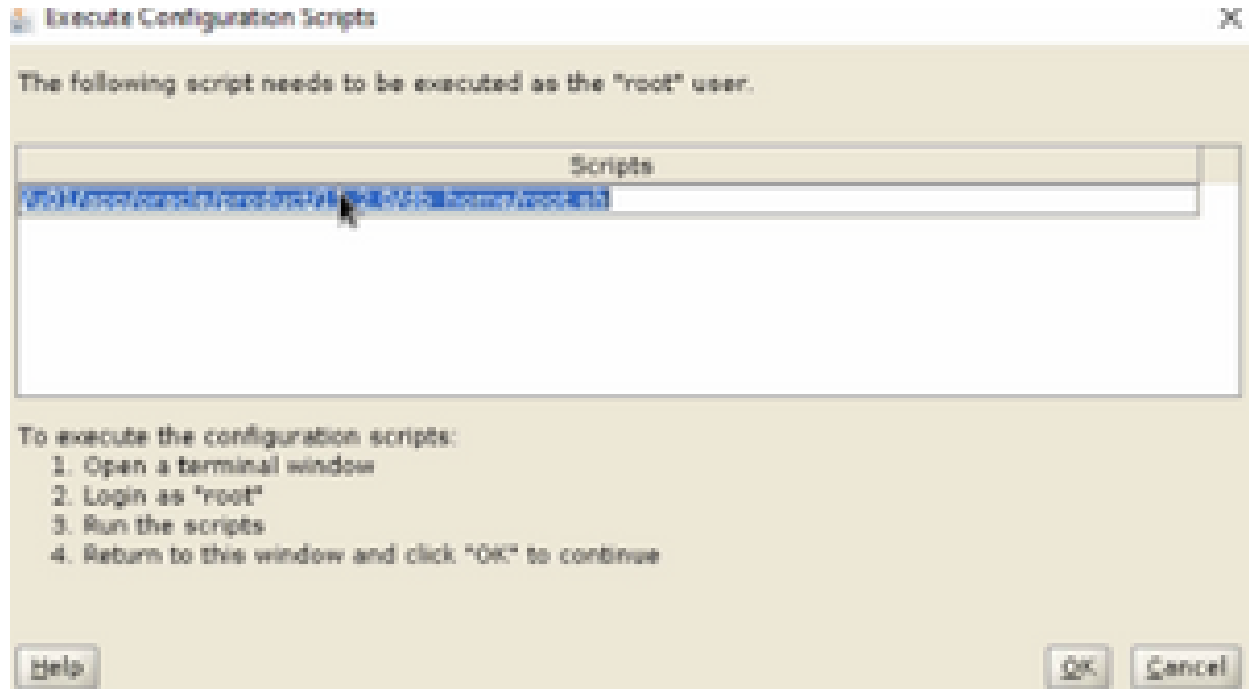 Execute Configuration Scripts
The following script needs to be executed as the "root" user.
Scripts
To execute the configuration scripts:
1. Open a terminal window
2. Login as "root"
3. Run the scripts
4. Return to this window and click "OK" to continue
Help
OK
Cancel